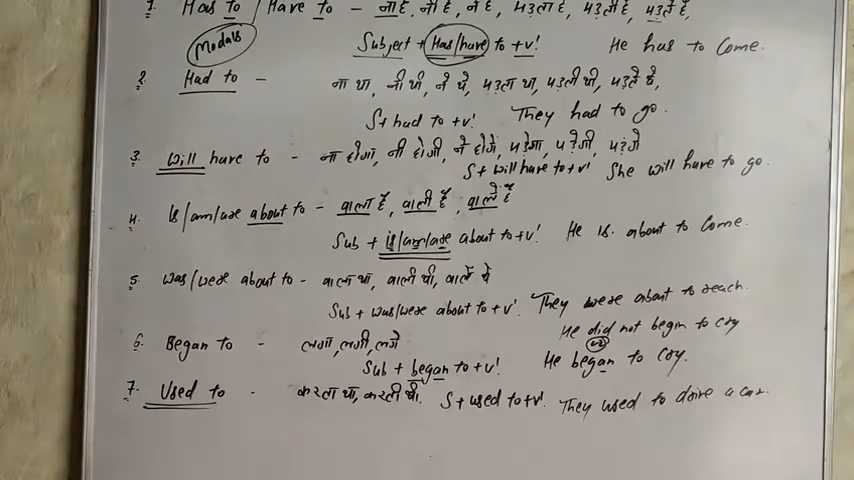 1. Has to / Have to - ना है, नी है, ने है, पड़ता है, पड़ती है, पड़ते हैं,
Modals Subject + Has/have to + v¹ He has to Come.
2. Had to - ना था, नी थी, ने थे, पड़ता था, पड़ती थी, पड़ते थे,
S + had to + v¹ They had to go.
3. will have to - ना होगा, नी होगी, ने होंगे, पड़ेगा, पड़ेगी, पड़ेंगे
S + will have to + v¹ She will have to go.
4. is/am/are about to - वाला है, वाली है, वाले हैं
Sub + is/am/are about to + v¹ He is about to Come.
5. was/were about to - वाला था, वाली थी, वाले थे
Sub + was/were about to + v¹ They were about to reach.
He did not begin to cry
6. Began to - लगा, लगी, लगे
Sub + began to + v¹ He began to cry.
7. Used to - करता था, करती थी. S + used to + v¹. They used to drive a car.